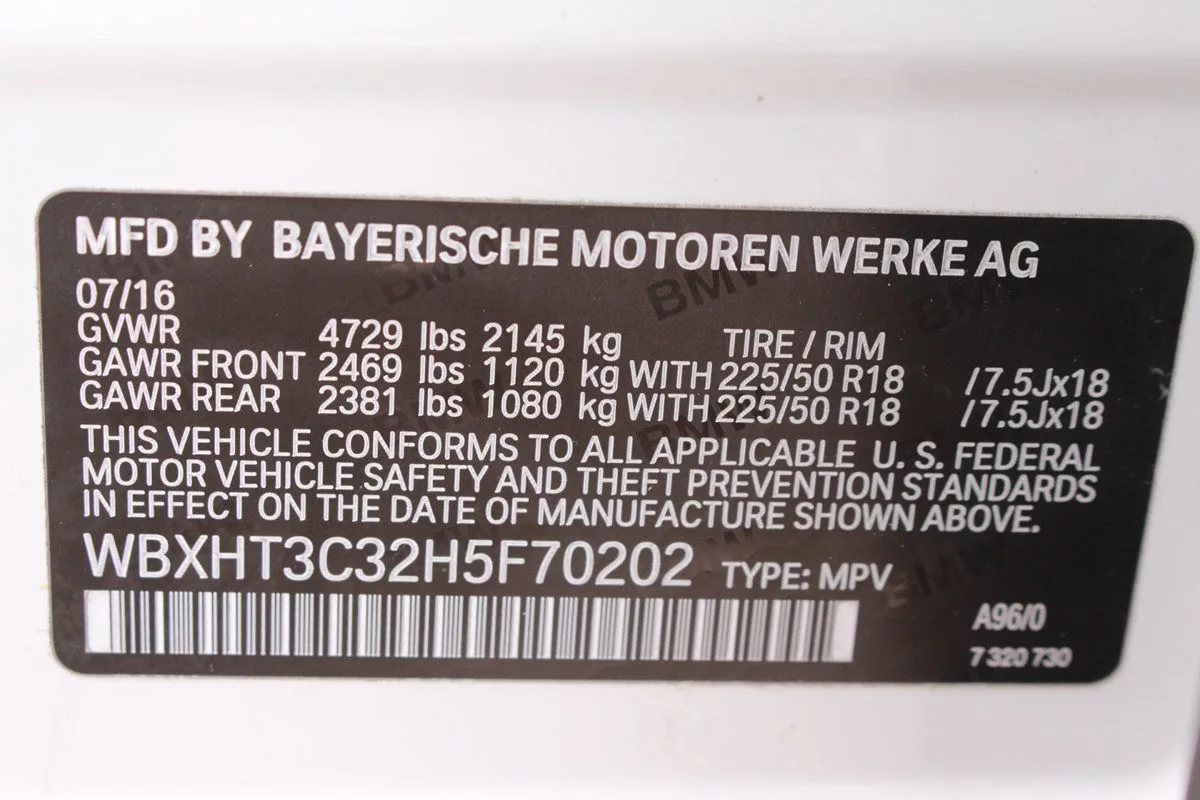 MFD BY BAYERISCHE MOTOREN WERKE AG
07/16
GVWR 4729 lbs 2145 kg TIRE / RIM
GAWR FRONT 2469 lbs 1120 kg WITH 225/50 R18 /7.5Jx18
GAWR REAR 2381 lbs 1080 kg WITH 225/50 R18 /7.5Jx18
THIS VEHICLE CONFORMS TO ALL APPLICABLE U. S. FEDERAL
MOTOR VEHICLE SAFETY AND THEFT PREVENTION STANDARDS
IN EFFECT ON THE DATE OF MANUFACTURE SHOWN ABOVE.
WBXHT3C32H5F70202 TYPE: MPV
A96/0
7 320 730